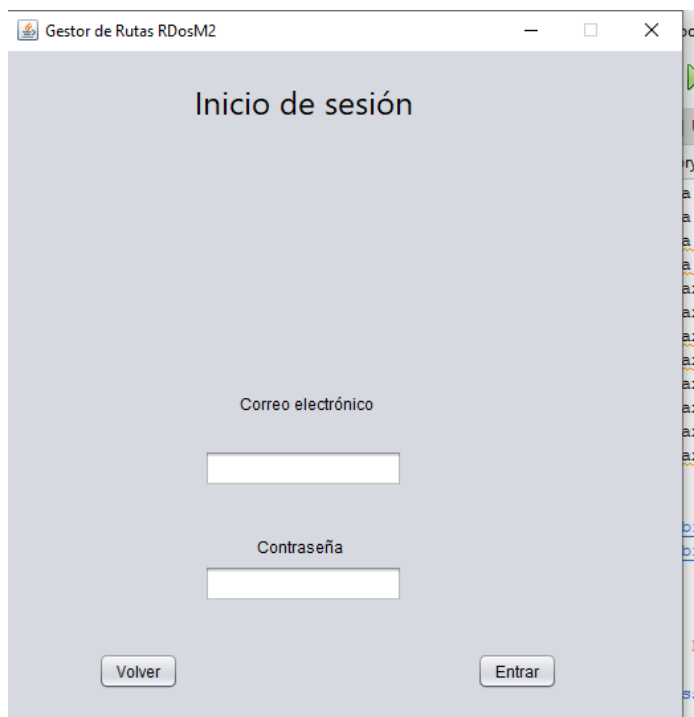 Gestor de Rutas RDosM2
Inicio de sesión
Correo electrónico
Contraseña
Volver
Entrar